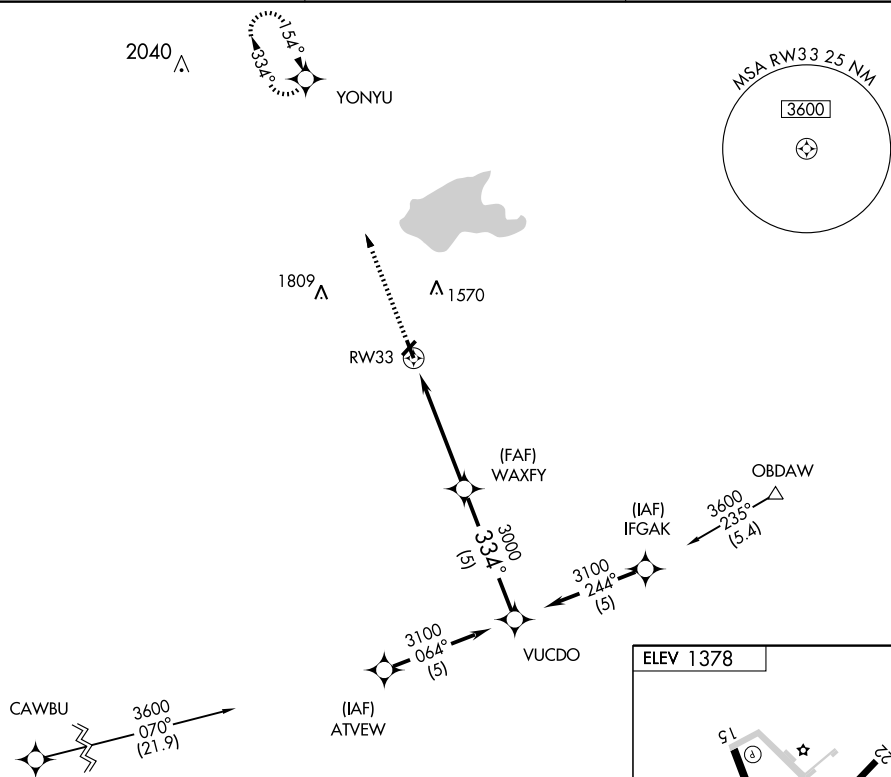 2040
154°
334°
YONYU
MSA RW33 25 NM
3600
1809
1570
RW33
(FAF)
WAXFY
OBDAW
3600
235°
(5.4)
(IAF)
IFGAK
3000
334°
(5)
3100
244°
(5)
3100
064°
(5)
VUCDO
ELEV 1378
CAWBU
3600
070°
(21.9)
(IAF)
ATVEW
15
P
22